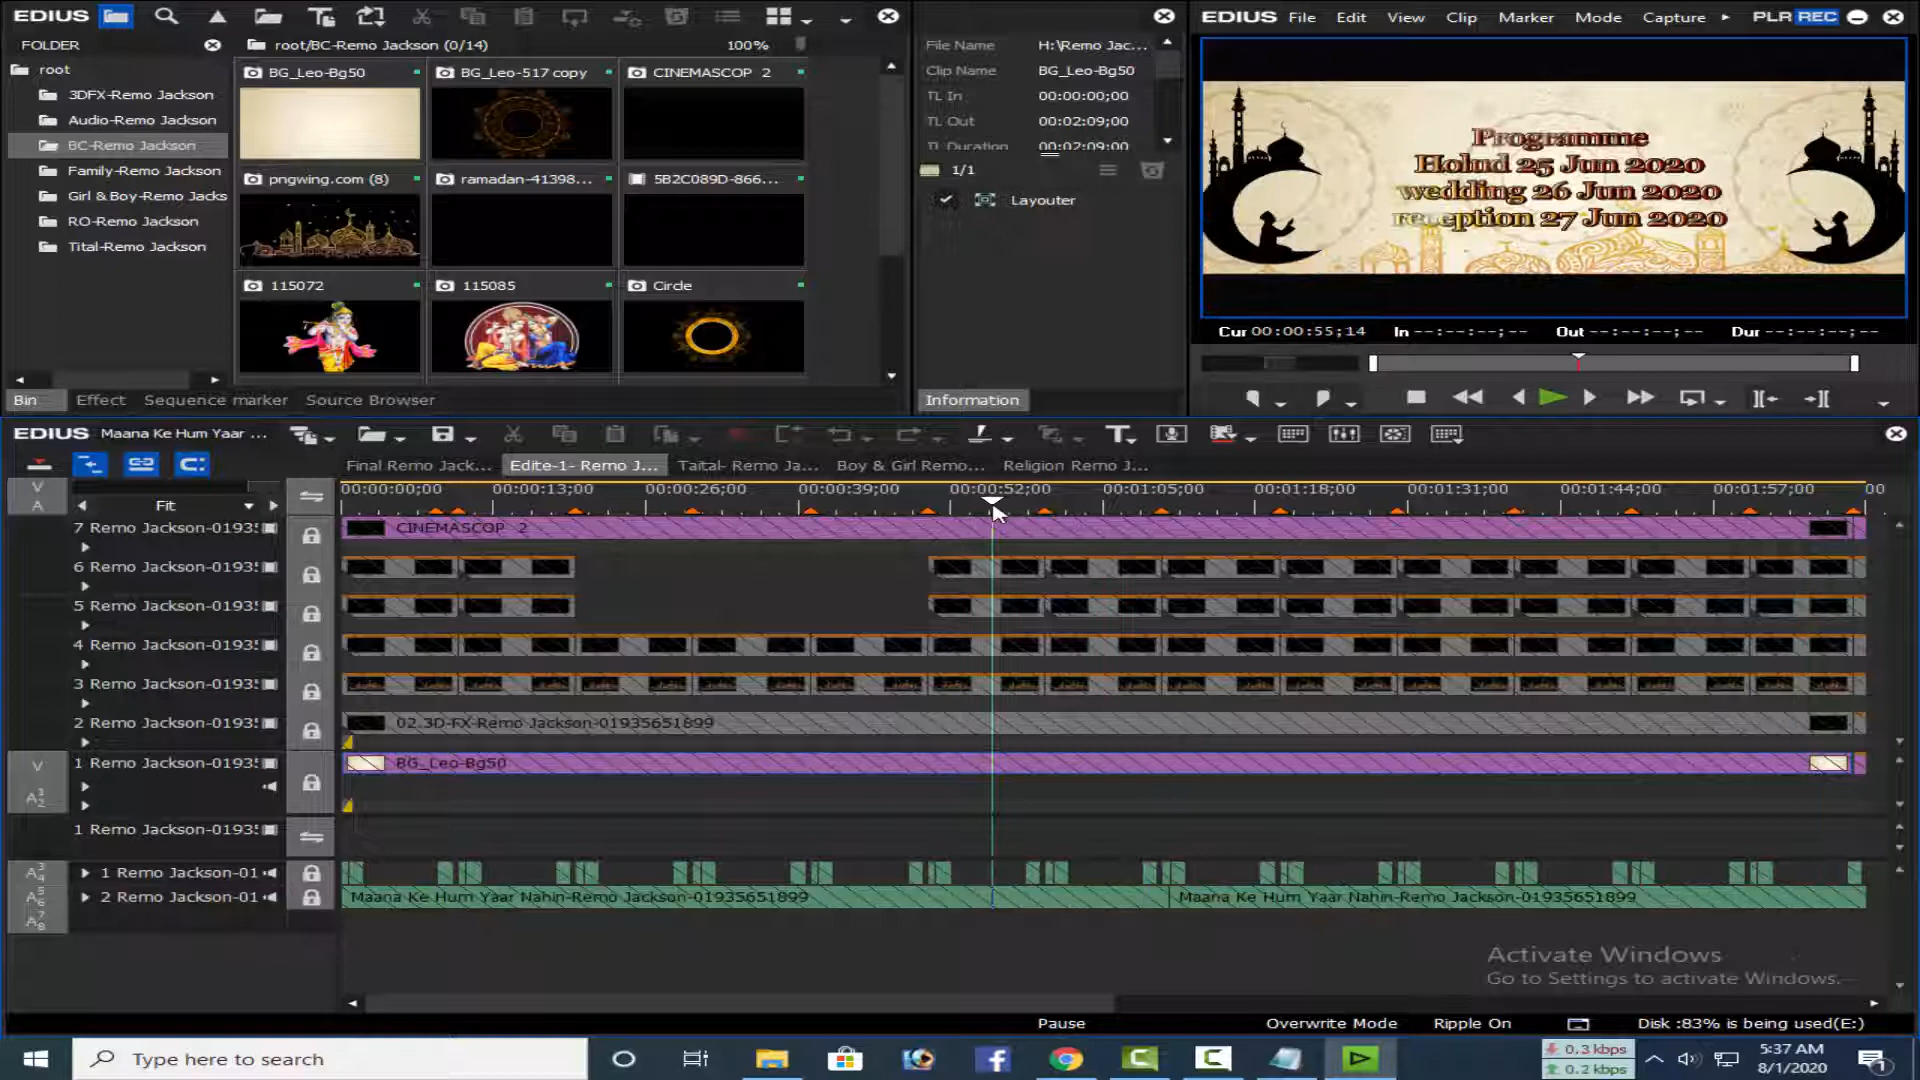 EDIUS
FOLDER
root
3DFX-Remo Jackson
Audio-Remo Jackson
BC-Remo Jackson
Family-Remo Jackson
Girl & Boy-Remo Jacks
RO-Remo Jackson
Tital-Remo Jackson
root/BC-Remo Jackson (0/14)
100%
BG_Leo-Bg50
BG_Leo-517 copy
CINEMASCOP 2
pngwing.com (8)
ramadan-41398...
5B2C089D-866...
115072
115085
Circle
Bin
Effect
Sequence marker
Source Browser
File Name H:\Remo Jac...
Clip Name BG_Leo-Bg50
TL In 00:00:00;00
TL Out 00:02:09;00
TL Duration 00:02:09:00
1/1
Layouter
Information
EDIUS File Edit View Clip Marker Mode Capture PLR REC
Programme
Holud 25 Jun 2020
wedding 26 Jun 2020
reception 27 Jun 2020
Cur 00:00:55;14 In --:--:--;-- Out --:--:--;-- Dur --:--:--;--
EDIUS Maana Ke Hum Yaar ...
Final Remo Jack...
Edite-1- Remo J...
Taital- Remo Ja...
Boy & Girl Remo...
Religion Remo J...
V
A
Fit
00:00:00;00 00:00:13;00 00:00:26;00 00:00:39;00 00:00:52;00 00:01:05;00 00:01:18;00 00:01:31;00 00:01:44;00 00:01:57;00 00
7 Remo Jackson-0193
CINEMASCOP 2
6 Remo Jackson-0193
5 Remo Jackson-0193
4 Remo Jackson-0193
3 Remo Jackson-0193
2 Remo Jackson-0193
02.3D-FX-Remo Jackson-01935651899
V
1 Remo Jackson-0193
BG_Leo-Bg50
A 1 2
1 Remo Jackson-0193
A 3 4
1 Remo Jackson-01
A 5 6
2 Remo Jackson-01
Maana Ke Hum Yaar Nahin-Remo Jackson-01935651899
Maana Ke Hum Yaar Nahin-Remo Jackson-01935651899
A 7 8
Activate Windows
Go to Settings to activate Windows.
Pause
Overwrite Mode
Ripple On
Disk :83% is being used(E:)
Type here to search
0.3 kbps
0.2 kbps
5:37 AM
8/1/2020
1